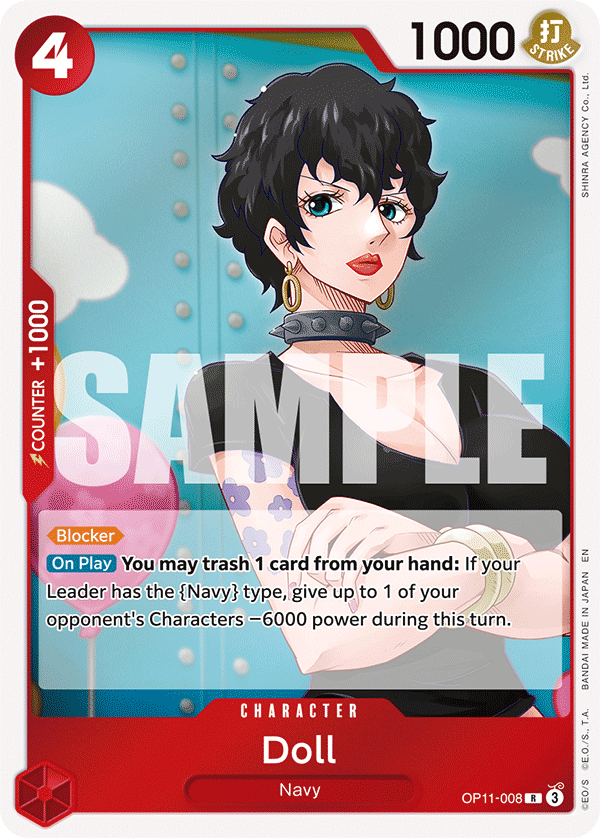 4
1000
打
STRIKE
SHINRA AGENCY Co., Ltd.
COUNTER +1000
SAMPLE
Blocker
On Play You may trash 1 card from your hand: If your
Leader has the {Navy} type, give up to 1 of your
opponent's Characters −6000 power during this turn.
CHARACTER
Doll
Navy
OP11-008 R 3
©EO/S ©E.O./S., T.A. BANDAI MADE IN JAPAN EN